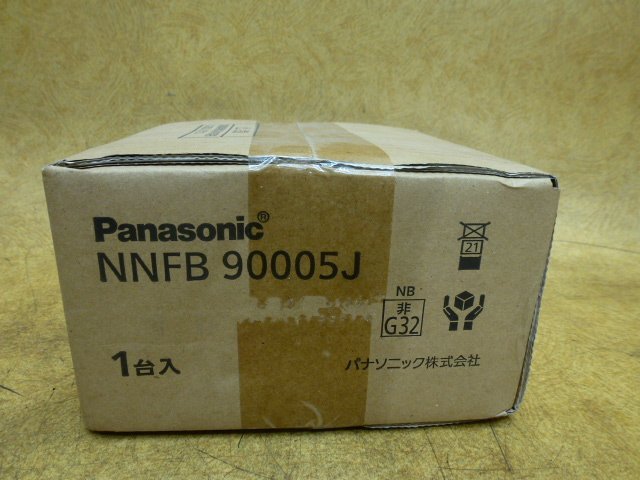 Panasonic®
NNFB 90005J
21
NB
非
G32
1台入
パナソニック株式会社